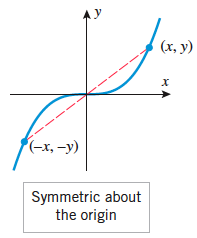 y
(x, y)
x
(–x, –y)
Symmetric about
the origin